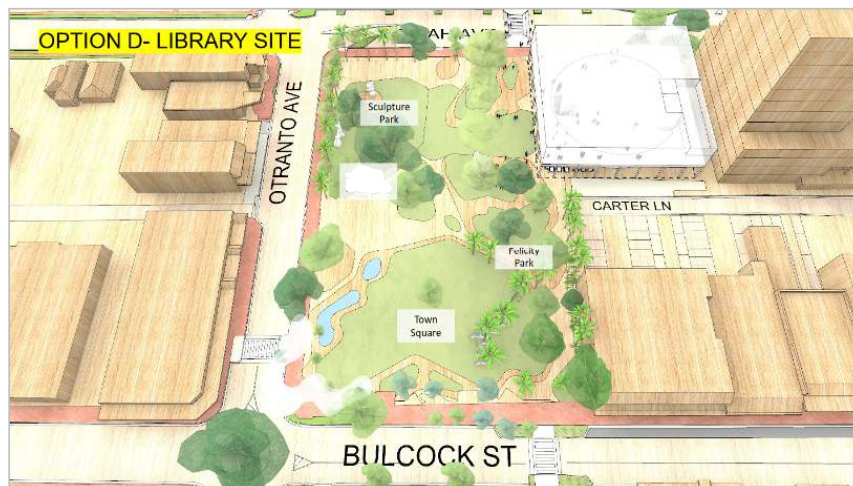 OPTION D- LIBRARY SITE
OTRANTO AVE
Sculpture
Park
CARTER LN
Felicity
Park
Town
Square
BULCOCK ST